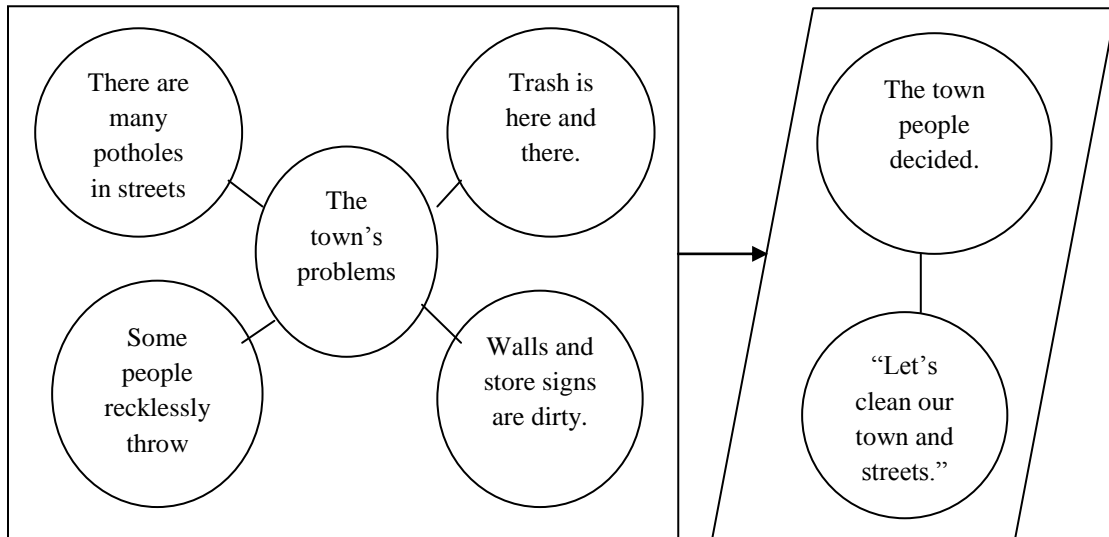 There are
many
potholes
in streets
Trash is
here and
there.
The
town’s
problems
Some
people
recklessly
throw
Walls and
store signs
are dirty.
The town
people
decided.
“Let’s
clean our
town and
streets.”